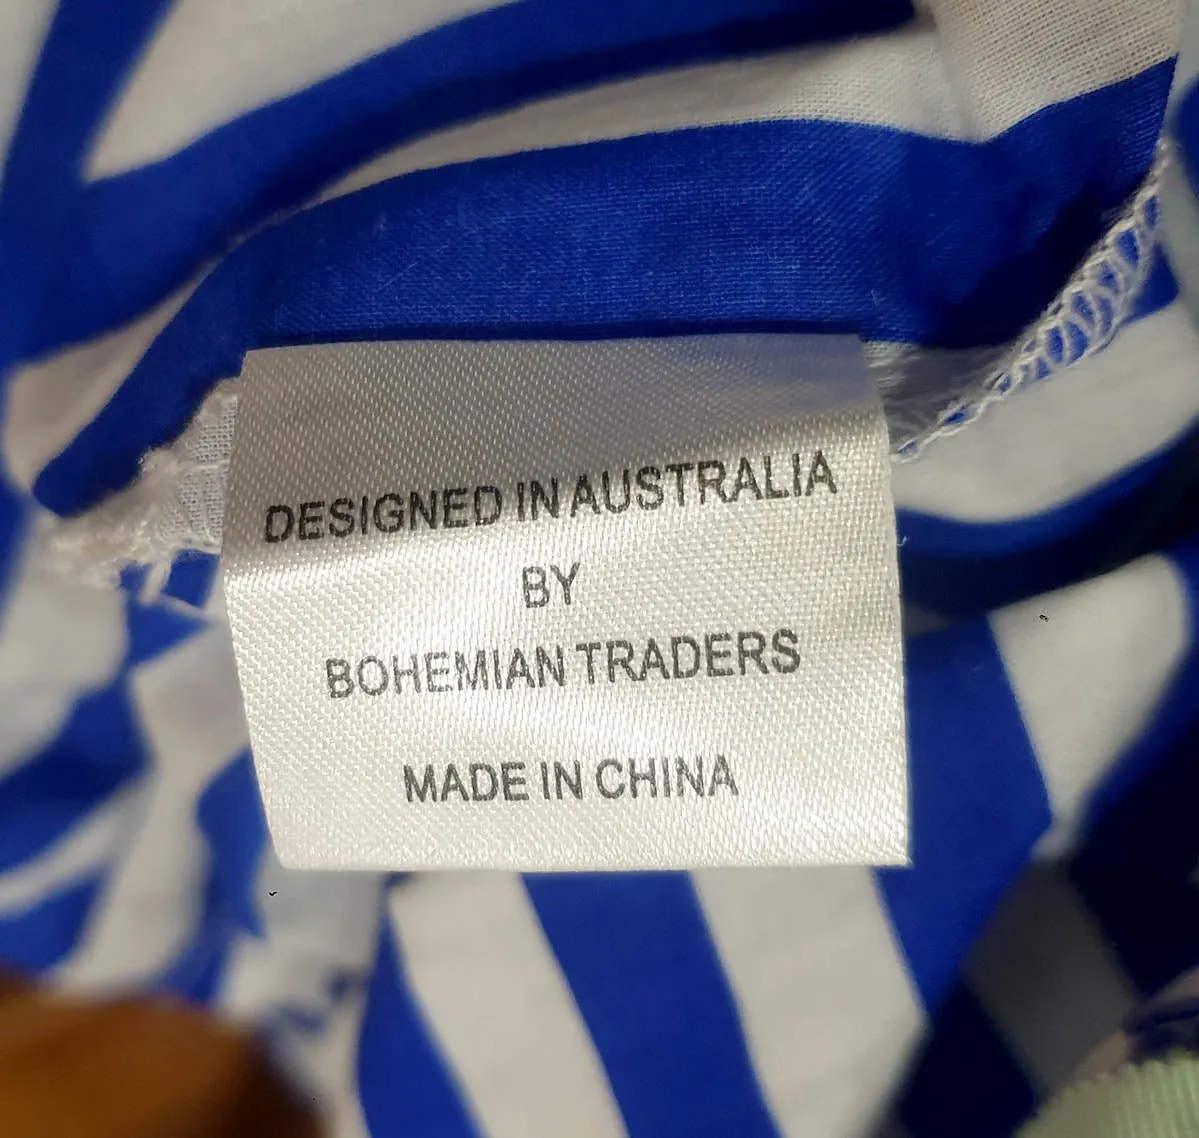 DESIGNED IN AUSTRALIA
BY
BOHEMIAN TRADERS
MADE IN CHINA